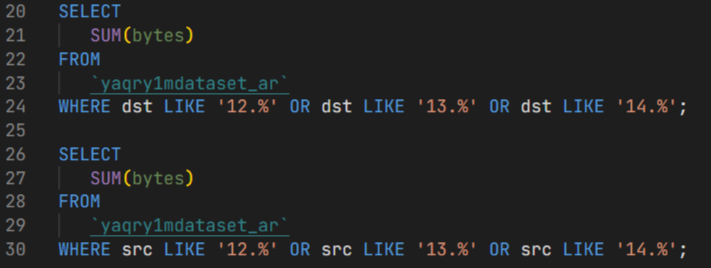 20 SELECT
21 SUM(bytes)
22 FROM
23 `yaqry1mdataset_ar`
24 WHERE dst LIKE '12.%' OR dst LIKE '13.%' OR dst LIKE '14.%';
25
26 SELECT
27 SUM(bytes)
28 FROM
29 `yaqry1mdataset_ar`
30 WHERE src LIKE '12.%' OR src LIKE '13.%' OR src LIKE '14.%';